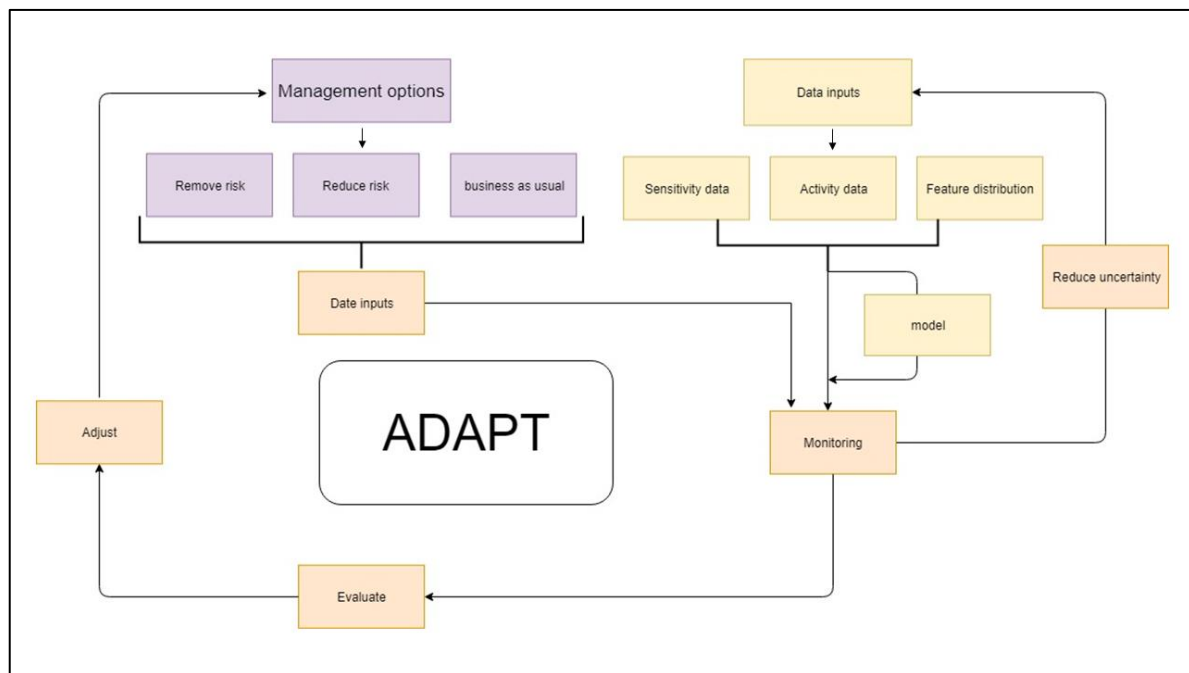 Management options
Data inputs
Remove risk
Reduce risk
business as usual
Sensitivity data
Activity data
Feature distribution
Reduce uncertainty
Date inputs
model
ADAPT
Adjust
Monitoring
Evaluate